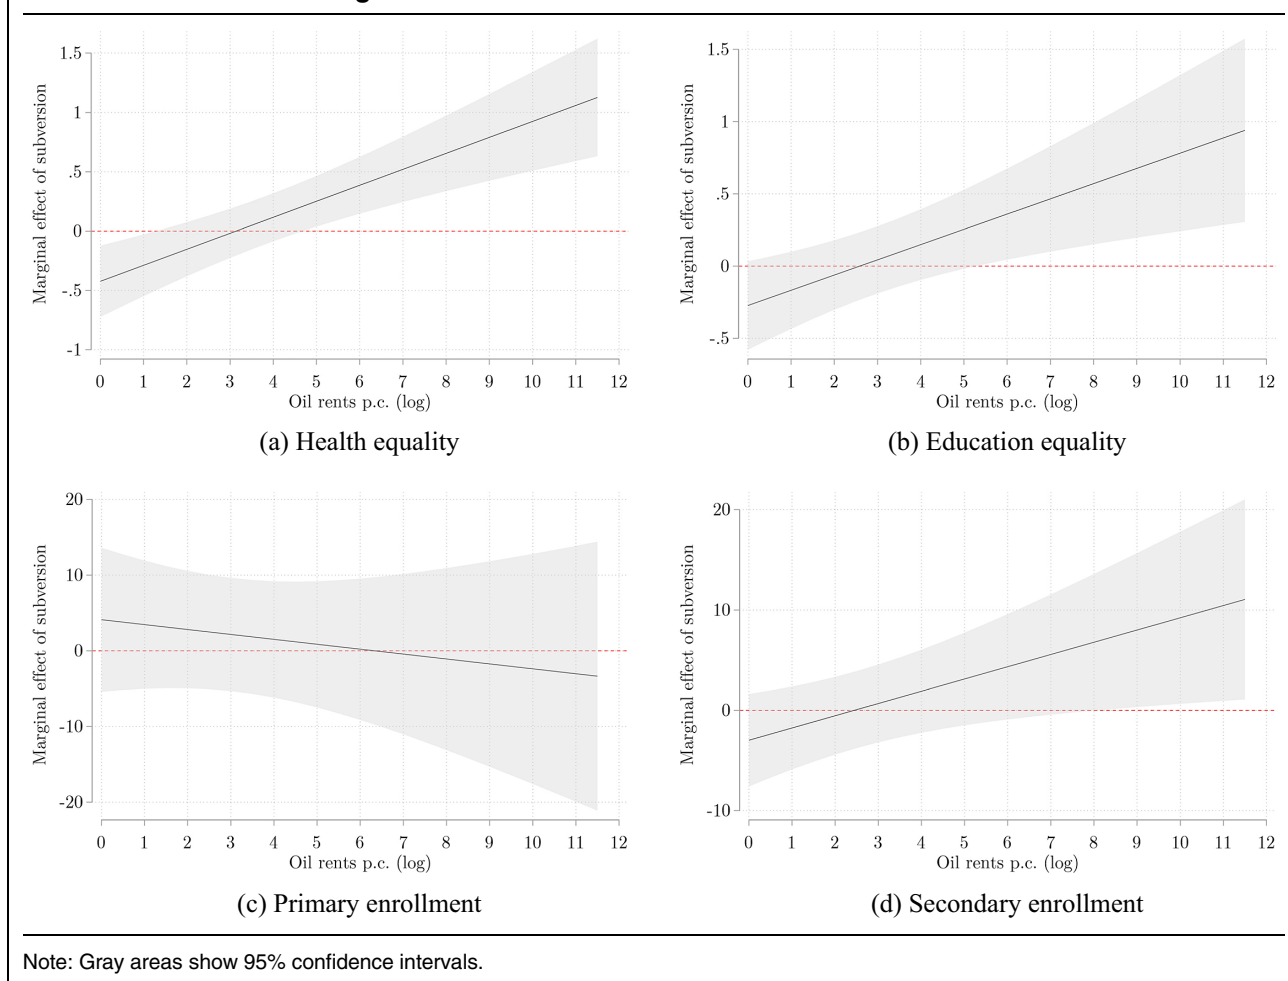 1.5
1
.5
0
-.5
-1
Marginal effect of subversion
0 1 2 3 4 5 6 7 8 9 10 11 12
Oil rents p.c. (log)
(a) Health equality
1.5
1
.5
0
-.5
Marginal effect of subversion
0 1 2 3 4 5 6 7 8 9 10 11 12
Oil rents p.c. (log)
(b) Education equality
20
10
0
-10
-20
Marginal effect of subversion
0 1 2 3 4 5 6 7 8 9 10 11 12
Oil rents p.c. (log)
(c) Primary enrollment
20
10
0
-10
Marginal effect of subversion
0 1 2 3 4 5 6 7 8 9 10 11 12
Oil rents p.c. (log)
(d) Secondary enrollment
Note: Gray areas show 95% confidence intervals.